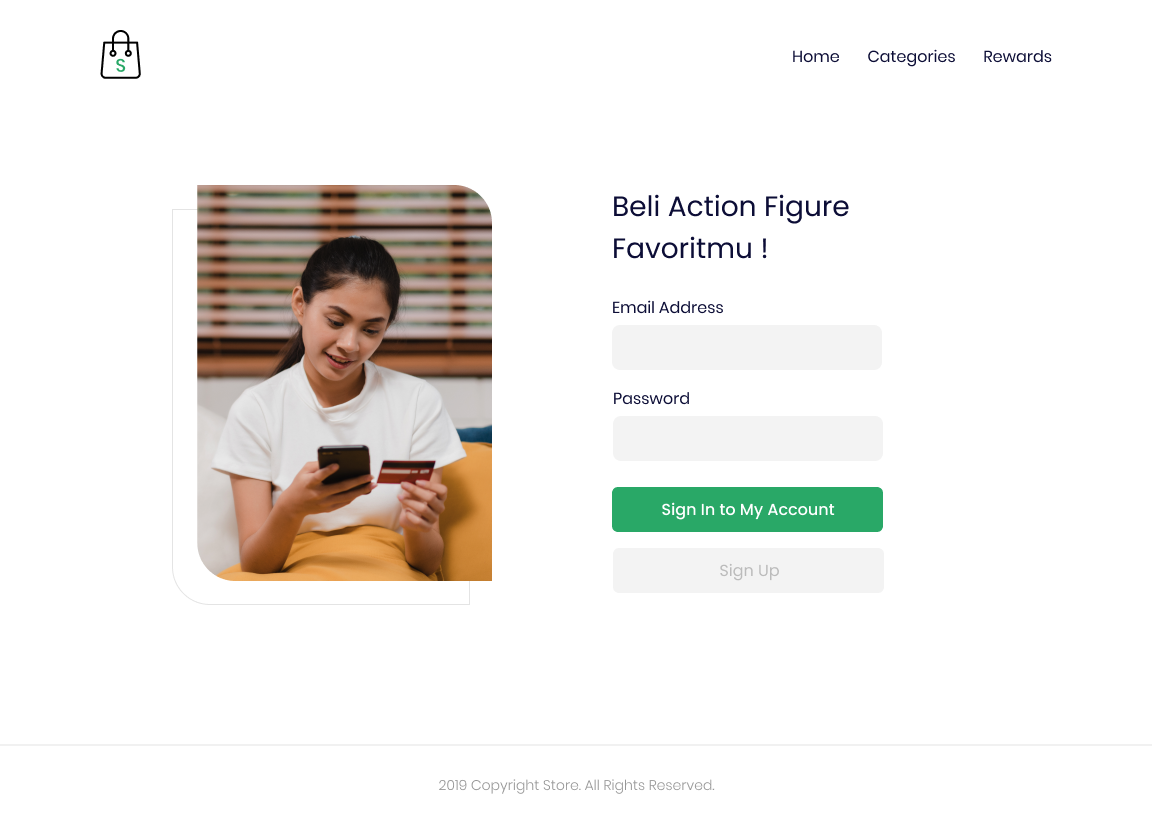 S
Home Categories Rewards
Beli Action Figure
Favoritmu !
Email Address
Password
Sign In to My Account
Sign Up
2019 Copyright Store. All Rights Reserved.